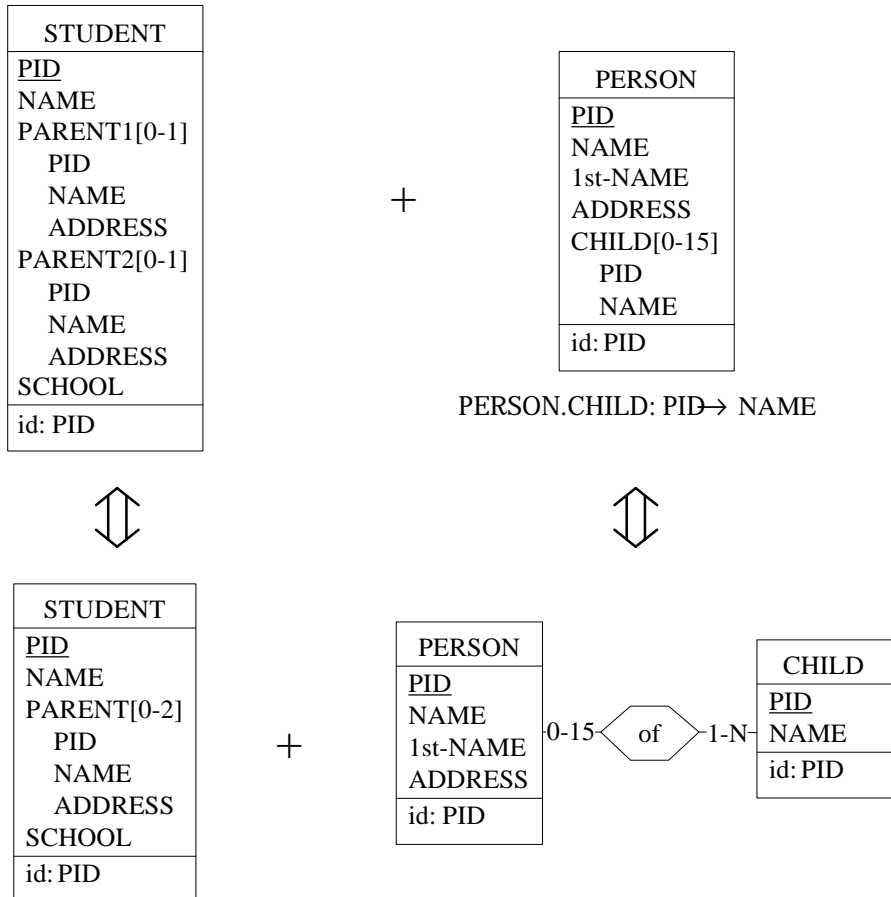 STUDENT
PID
NAME
PARENT1[0-1]
PID
NAME
ADDRESS
PARENT2[0-1]
PID
NAME
ADDRESS
SCHOOL
id: PID
+
PERSON
PID
NAME
1st-NAME
ADDRESS
CHILD[0-15]
PID
NAME
id: PID
PERSON.CHILD: PID→ NAME
STUDENT
PID
NAME
PARENT[0-2]
PID
NAME
ADDRESS
SCHOOL
id: PID
+
PERSON
PID
NAME
1st-NAME
ADDRESS
id: PID
0-15
of
1-N
CHILD
PID
NAME
id: PID